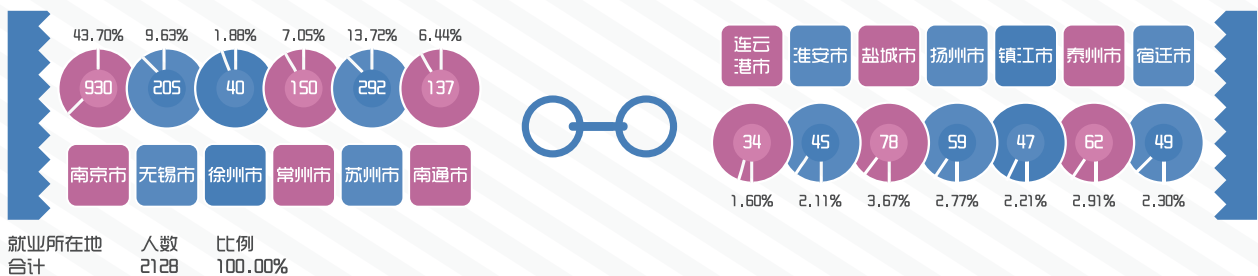 43.70% 9.63% 1.88% 7.05% 13.72% 6.44%
930 205 40 150 292 137
南京市 无锡市 徐州市 常州市 苏州市 南通市
连云
港市
淮安市 盐城市 扬州市 镇江市 泰州市 宿迁市
34 45 78 59 47 62 49
1.60% 2.11% 3.67% 2.77% 2.21% 2.91% 2.30%
就业所在地 人数 比例
合计 2128 100.00%